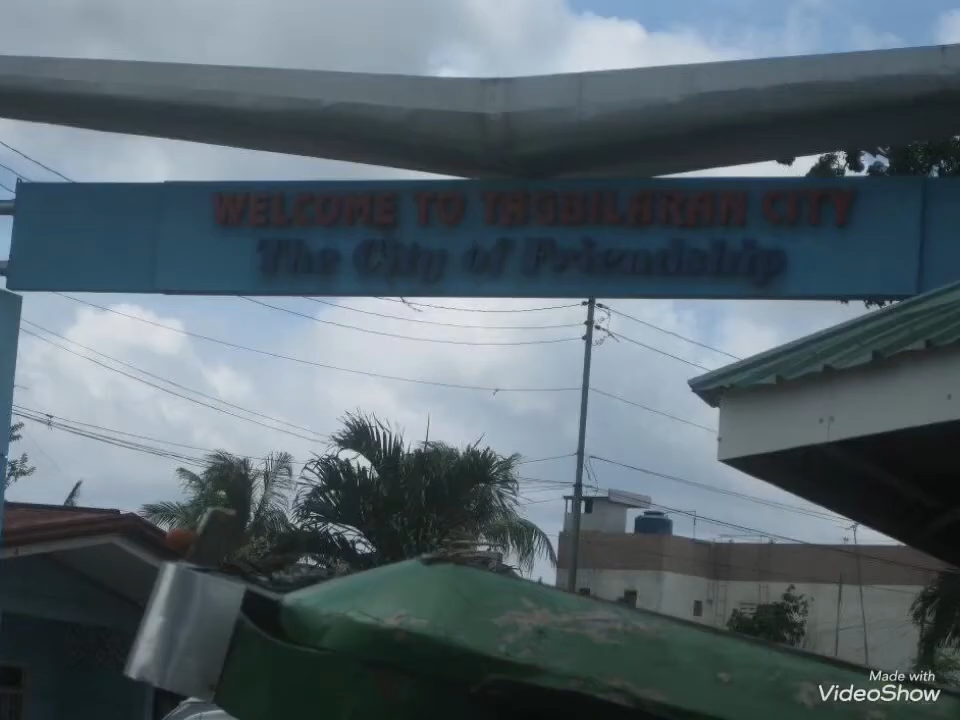 WELCOME TO TAGBILARAN CITY
The City of Friendship
Made with
VideoShow